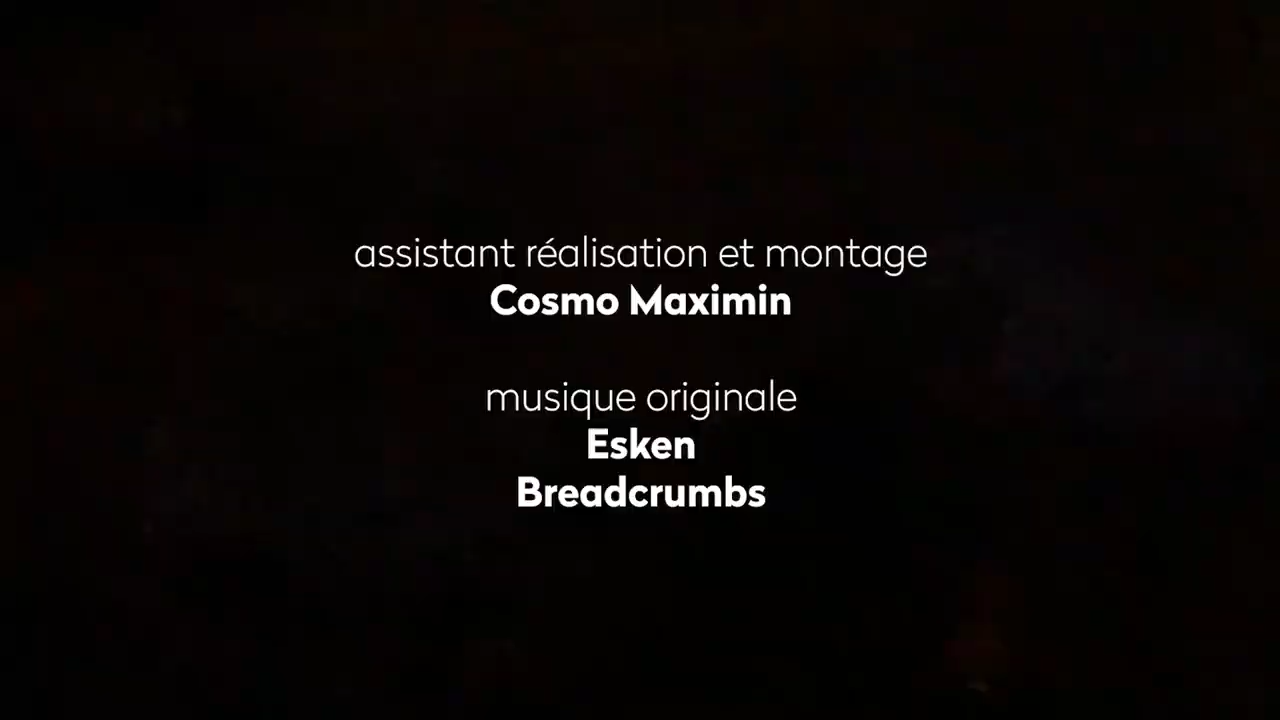 assistant réalisation et montage
Cosmo Maximin
musique originale
Esken
Breadcrumbs